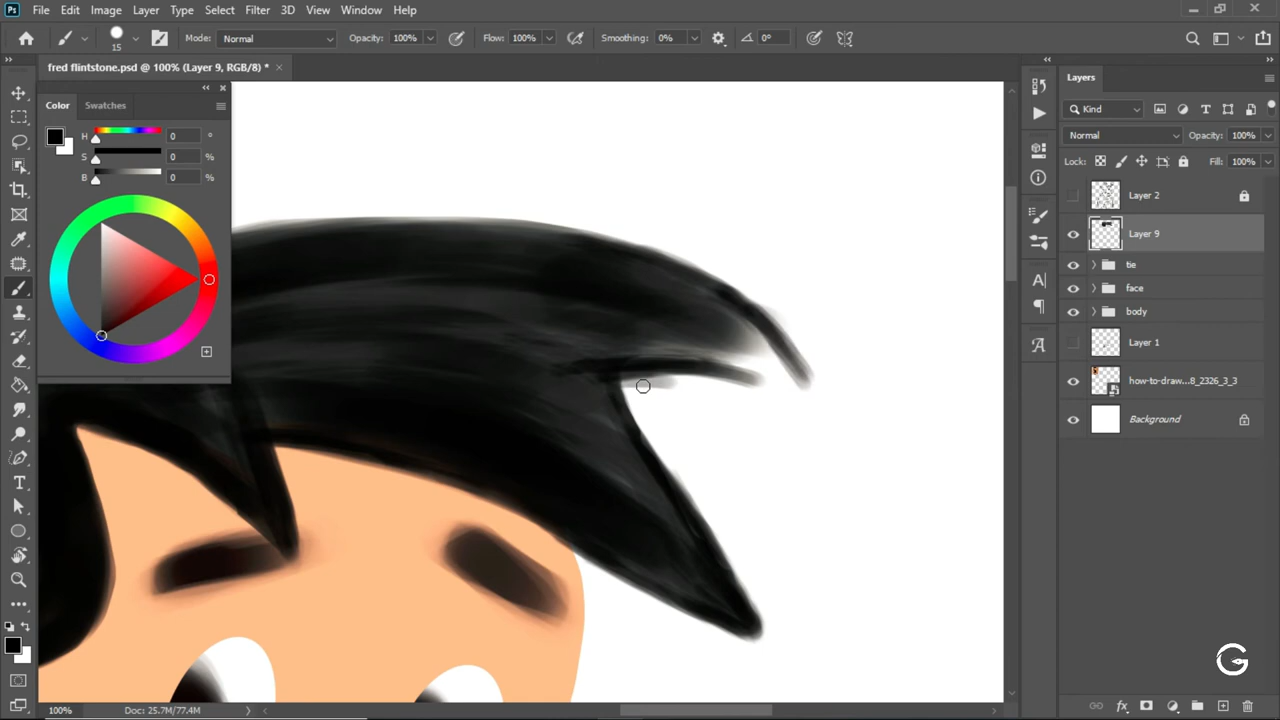 Ps File Edit Image Layer Type Select Filter 3D View Window Help
15 Mode: Normal Opacity: 100% Flow: 100% Smoothing: 0% 0°
fred flintstone.psd @ 100% (Layer 9, RGB/8) *
Color Swatches
H 0 °
S 0 %
B 0 %
Layers
Kind
Normal Opacity: 100%
Lock: Fill: 100%
Layer 2
Layer 9
tie
face
body
Layer 1
how-to-draw...8_2326_3_3
Background
100% Doc: 25.7M/77.4M